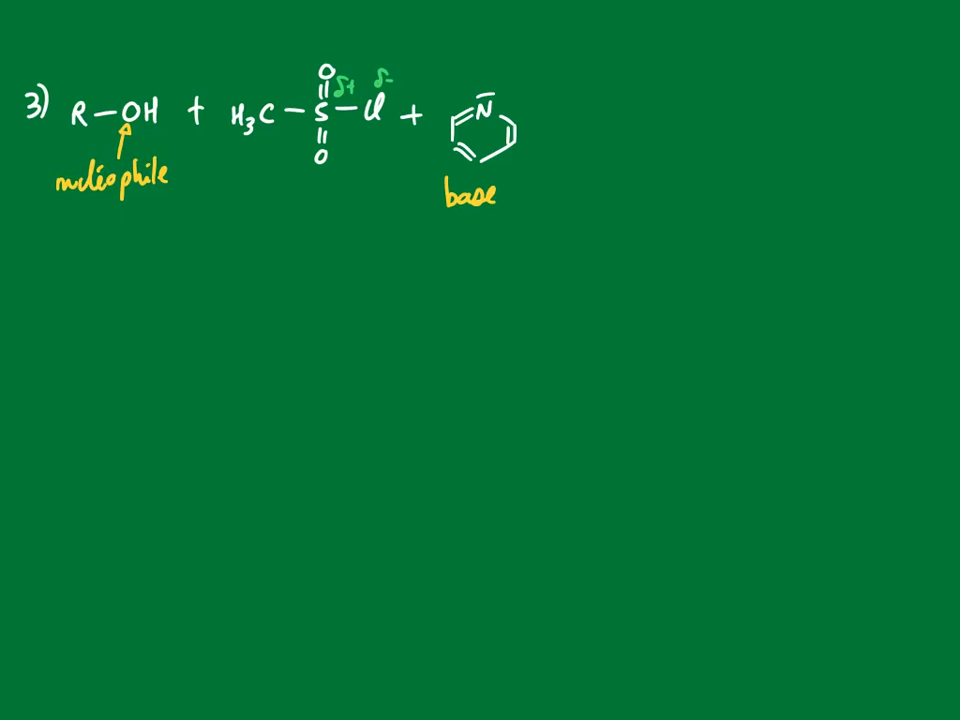 3) R – OH + H₃C – S – Cl + N
O
O
δ+ δ-
nucléophile
base